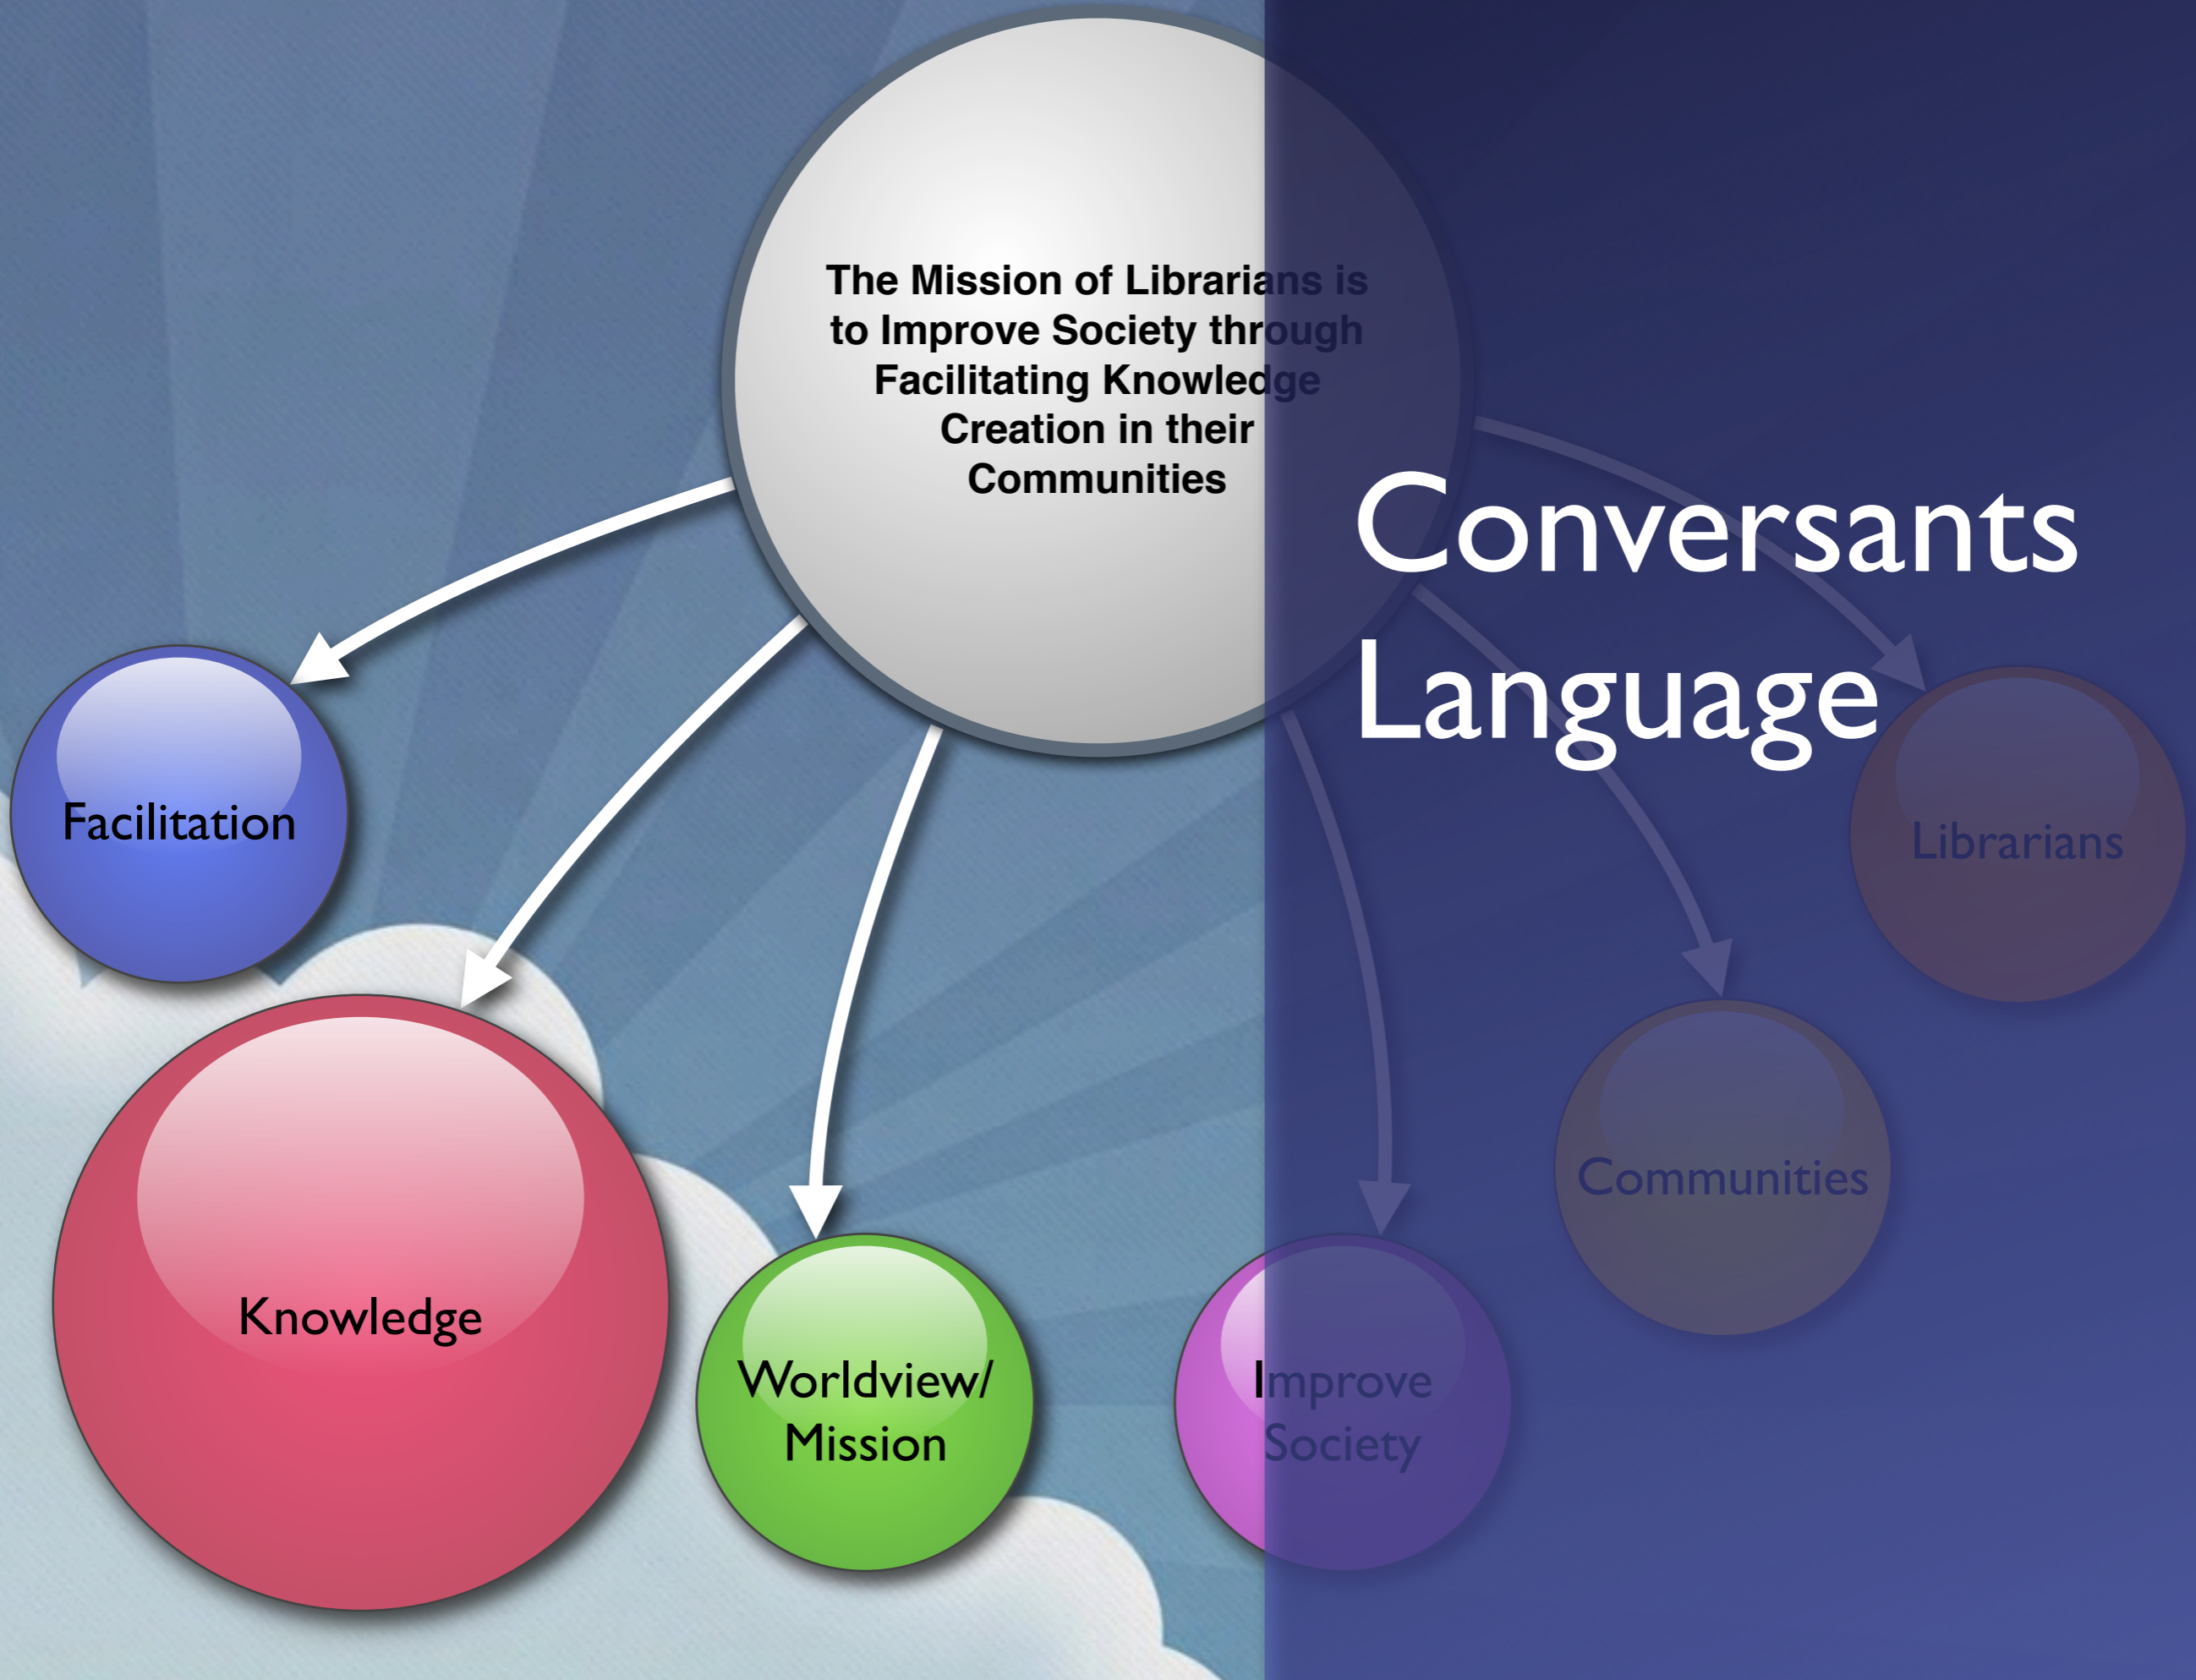 The Mission of Librarians is
to Improve Society through
Facilitating Knowledge
Creation in their
Communities
Conversants
Language
Facilitation
Librarians
Communities
Knowledge
Worldview/
Mission
Improve
Society